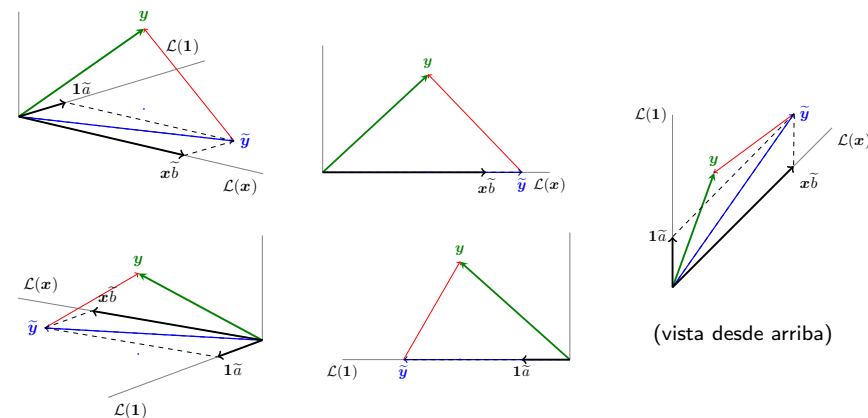 y
ℒ(1)
1ã
ỹ
xb̃
ℒ(x)
y
xb̃
ỹ
ℒ(x)
ℒ(1)
ỹ
ℒ(x)
y
xb̃
1ã
(vista desde arriba)
y
ℒ(x)
xb̃
ỹ
1ã
ℒ(1)
y
ℒ(1)
ỹ
1ã